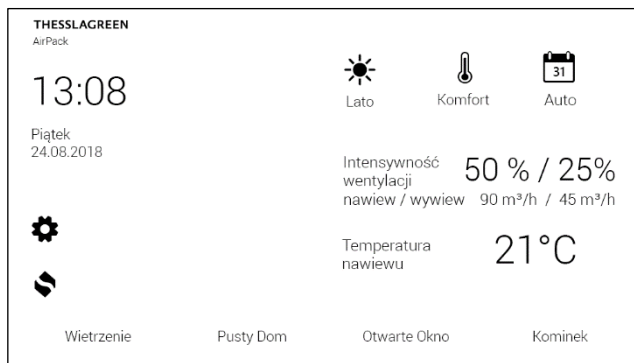 THESSLAGREEN
AirPack
13:08
Piątek
24.08.2018
31
Lato
Komfort
Auto
Intensywność
wentylacji
nawiew / wywiew
50 % / 25%
90 m³/h / 45 m³/h
Temperatura
nawiewu
21°C
Wietrzenie
Pusty Dom
Otwarte Okno
Kominek